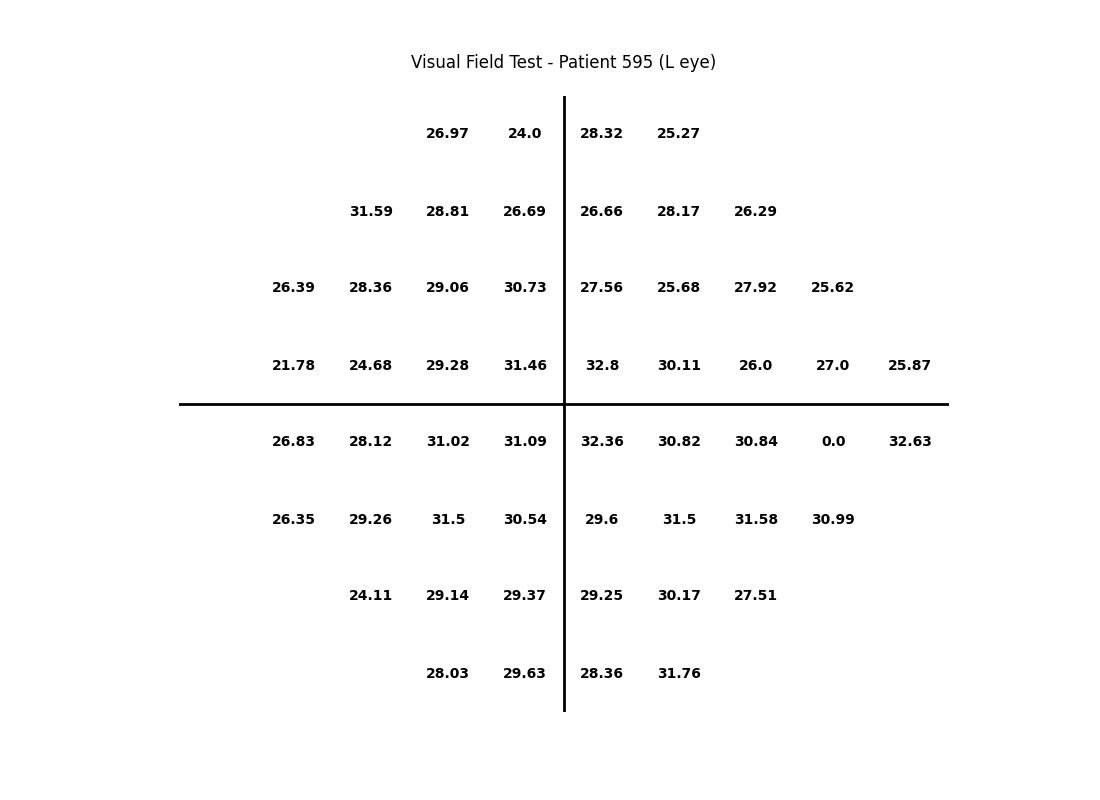 Visual Field Test - Patient 595 (L eye)
26.97 24.0 28.32 25.27
31.59 28.81 26.69 26.66 28.17 26.29
26.39 28.36 29.06 30.73 27.56 25.68 27.92 25.62
21.78 24.68 29.28 31.46 32.8 30.11 26.0 27.0 25.87
26.83 28.12 31.02 31.09 32.36 30.82 30.84 0.0 32.63
26.35 29.26 31.5 30.54 29.6 31.5 31.58 30.99
24.11 29.14 29.37 29.25 30.17 27.51
28.03 29.63 28.36 31.76